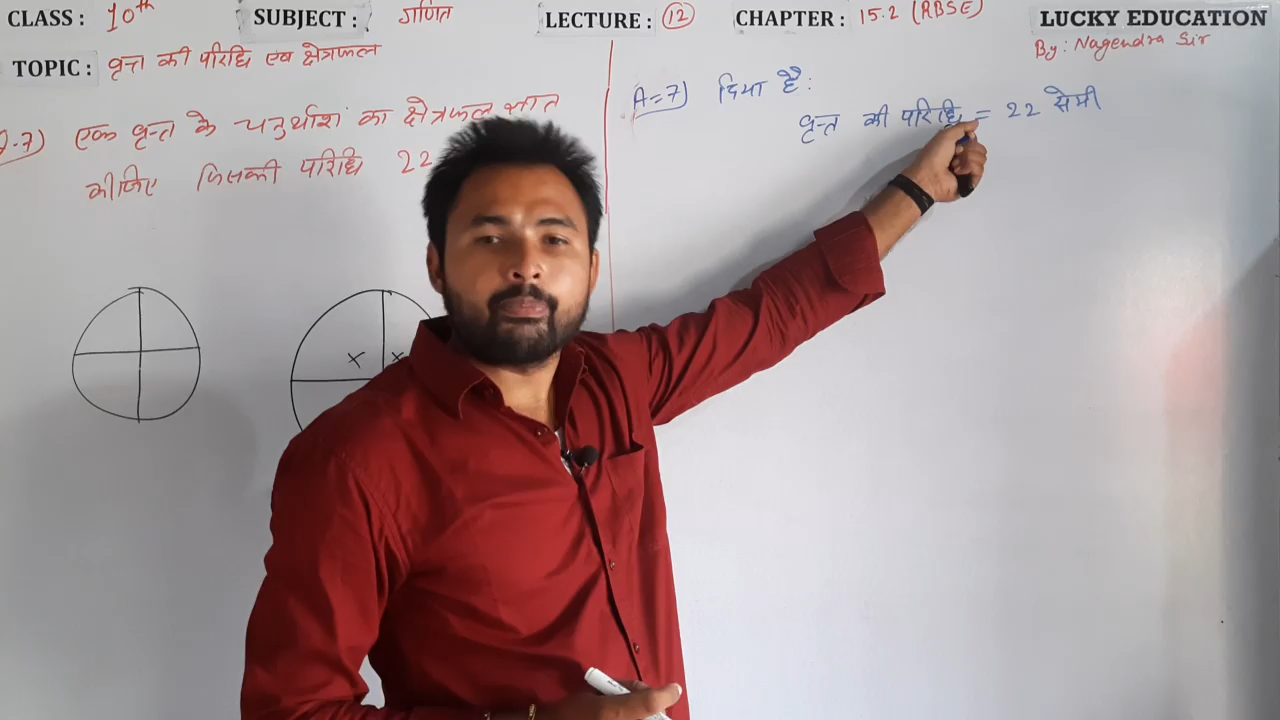 CLASS : 10th SUBJECT : गणित LECTURE : 12 CHAPTER : 15.2 (RBSE) LUCKY EDUCATION
By : Nagendra Sir
TOPIC : वृत्त की परिधि एवं क्षेत्रफल
Q.7) एक वृत्त के चतुर्थांश का क्षेत्रफल ज्ञात
कीजिए जिसकी परिधि 22
A=7) दिया है :
वृत्त की परिधि = 22 सेमी